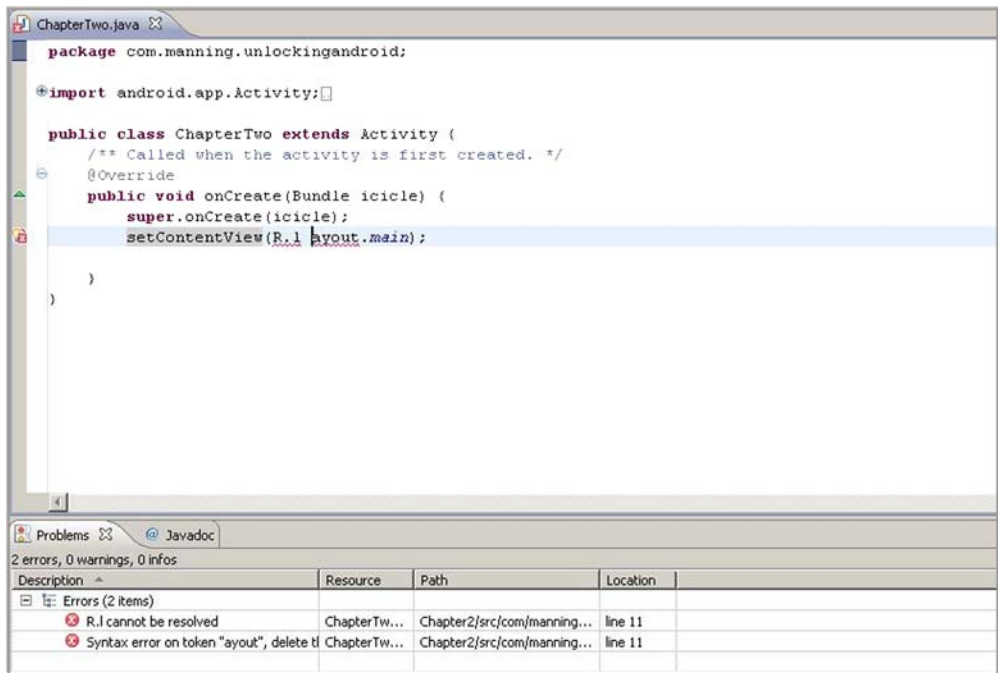 ChapterTwo.java
package com.manning.unlockingandroid;
import android.app.Activity;
public class ChapterTwo extends Activity {
/** Called when the activity is first created. */
@Override
public void onCreate(Bundle icicle) {
super.onCreate(icicle);
setContentView(R.l ayout.main);
}
}
Problems @ Javadoc
2 errors, 0 warnings, 0 infos
Description Resource Path Location
Errors (2 items)
R.l cannot be resolved ChapterTw... Chapter2/src/com/manning... line 11
Syntax error on token "ayout", delete tl ChapterTw... Chapter2/src/com/manning... line 11